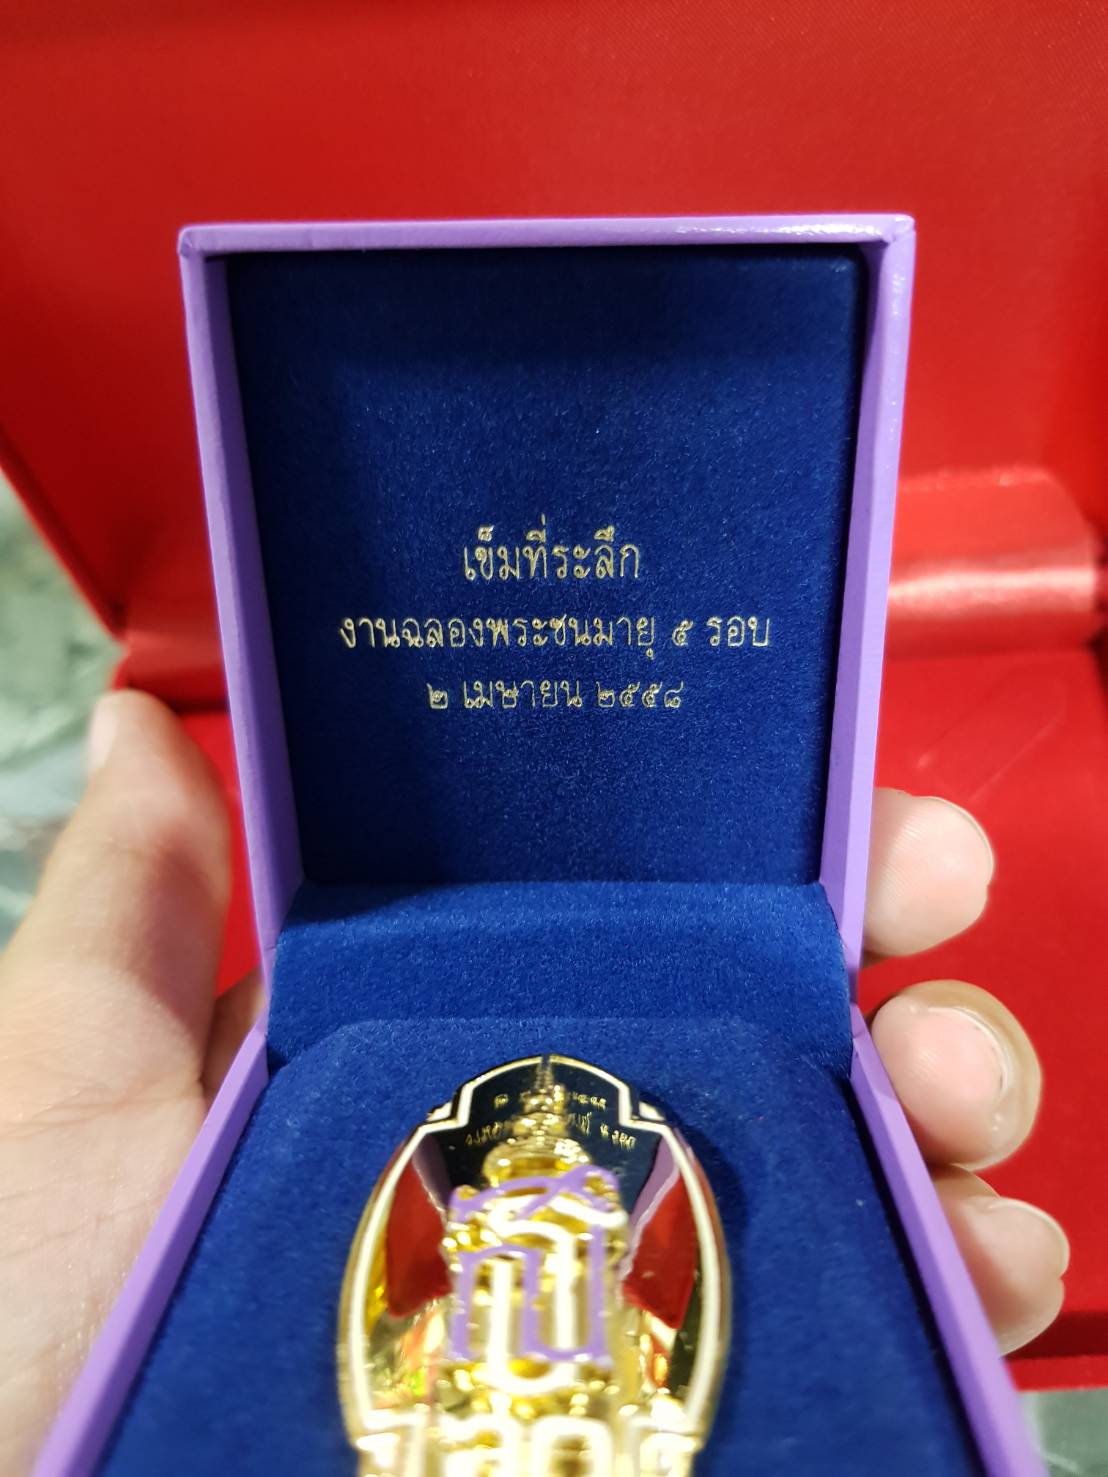 เข็มที่ระลึก
งานฉลองพระชนมายุ ๕ รอบ
๒ เมษายน ๒๕๕๘